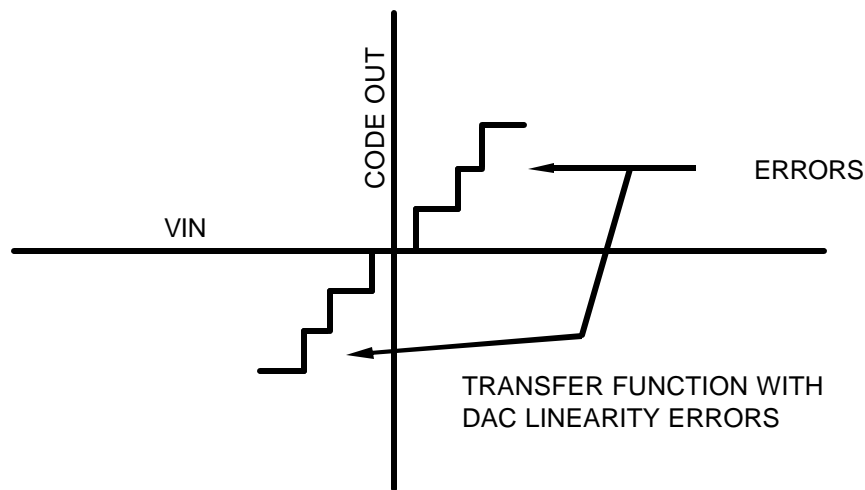 CODE OUT
ERRORS
VIN
TRANSFER FUNCTION WITH
DAC LINEARITY ERRORS